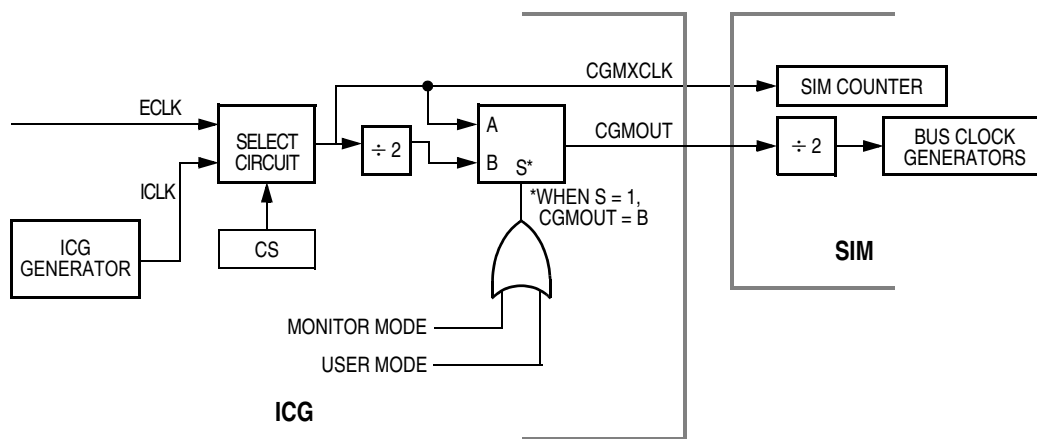 CGMXCLK
SIM COUNTER
ECLK
SELECT
CIRCUIT
A
B
S*
÷ 2
CGMOUT
÷ 2
BUS CLOCK
GENERATORS
*WHEN S = 1,
CGMOUT = B
ICLK
ICG
GENERATOR
CS
SIM
MONITOR MODE
USER MODE
ICG